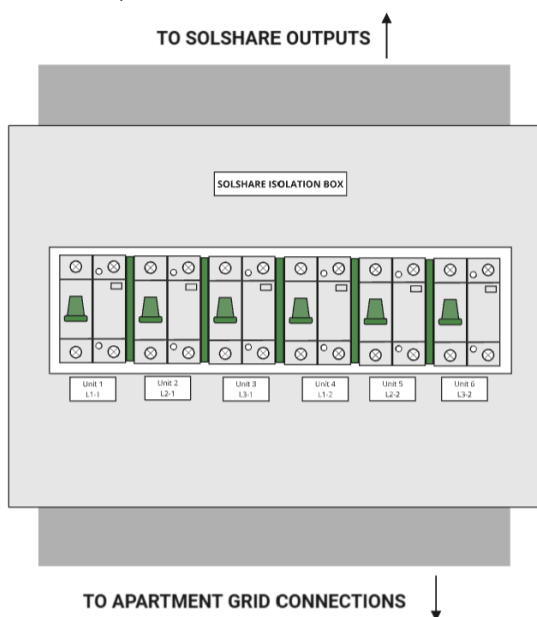 TO SOLSHARE OUTPUTS
SOLSHARE ISOLATION BOX
Unit 1
L1-1
Unit 2
L2-1
Unit 3
L3-1
Unit 4
L1-2
Unit 5
L2-2
Unit 6
L3-2
TO APARTMENT GRID CONNECTIONS